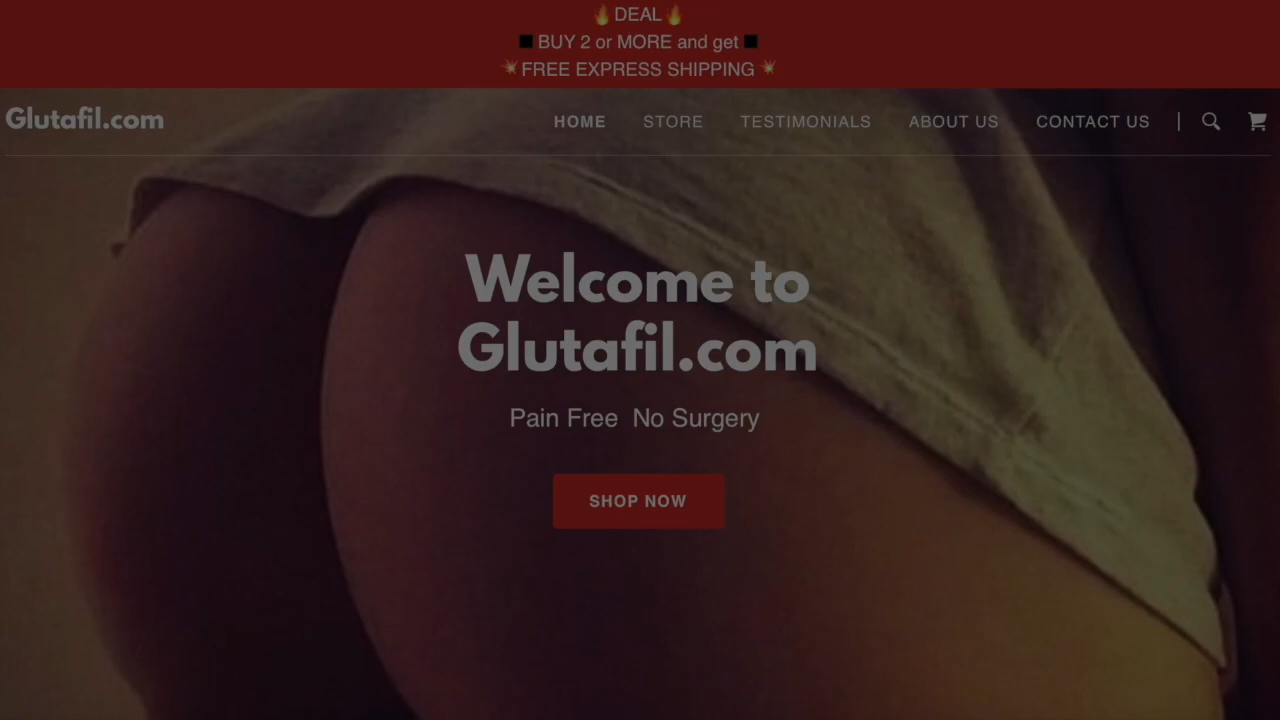 🔥DEAL🔥
⬛ BUY 2 or MORE and get ⬛
💥FREE EXPRESS SHIPPING 💥
Glutafil.com
HOME STORE TESTIMONIALS ABOUT US CONTACT US |
Welcome to
Glutafil.com
Pain Free No Surgery
SHOP NOW